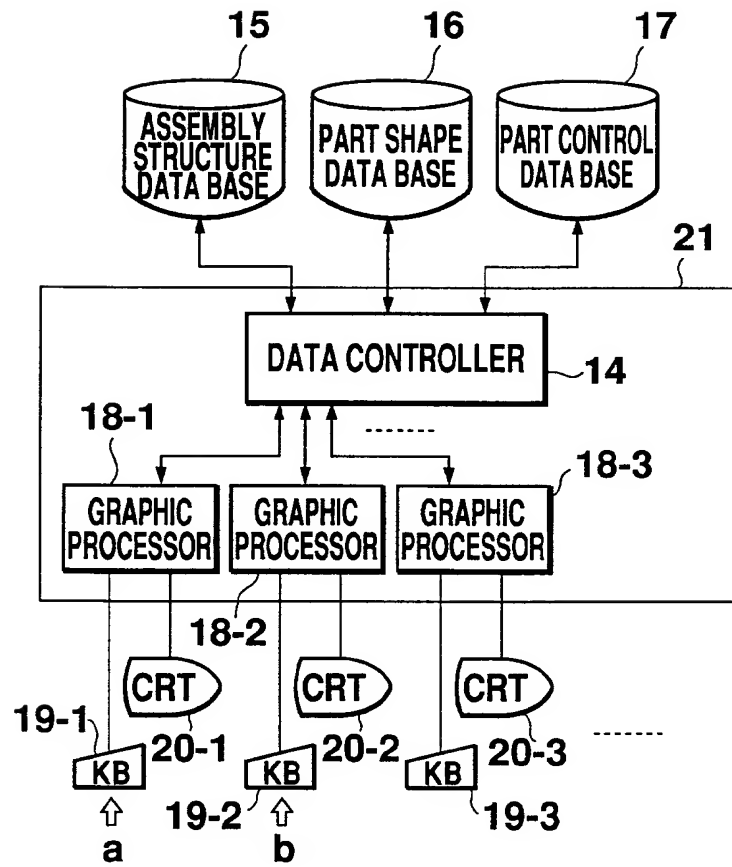 15
16
17
ASSEMBLY
STRUCTURE
DATA BASE
PART SHAPE
DATA BASE
PART CONTROL
DATA BASE
21
DATA CONTROLLER
14
18-1
18-3
GRAPHIC
PROCESSOR
GRAPHIC
PROCESSOR
GRAPHIC
PROCESSOR
18-2
CRT
CRT
CRT
19-1
20-1
20-2
20-3
KB
KB
KB
19-2
19-3
a
b